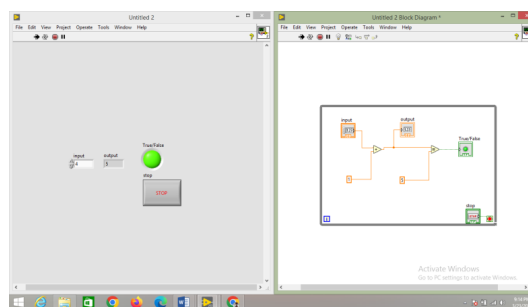 Untitled 2
File Edit View Project Operate Tools Window Help
input
4
output
True/False
stop
STOP
Untitled 2 Block Diagram *
File Edit View Project Operate Tools Window Help
input
output
True/False
stop
i
Activate Windows
Go to PC settings to activate Windows.